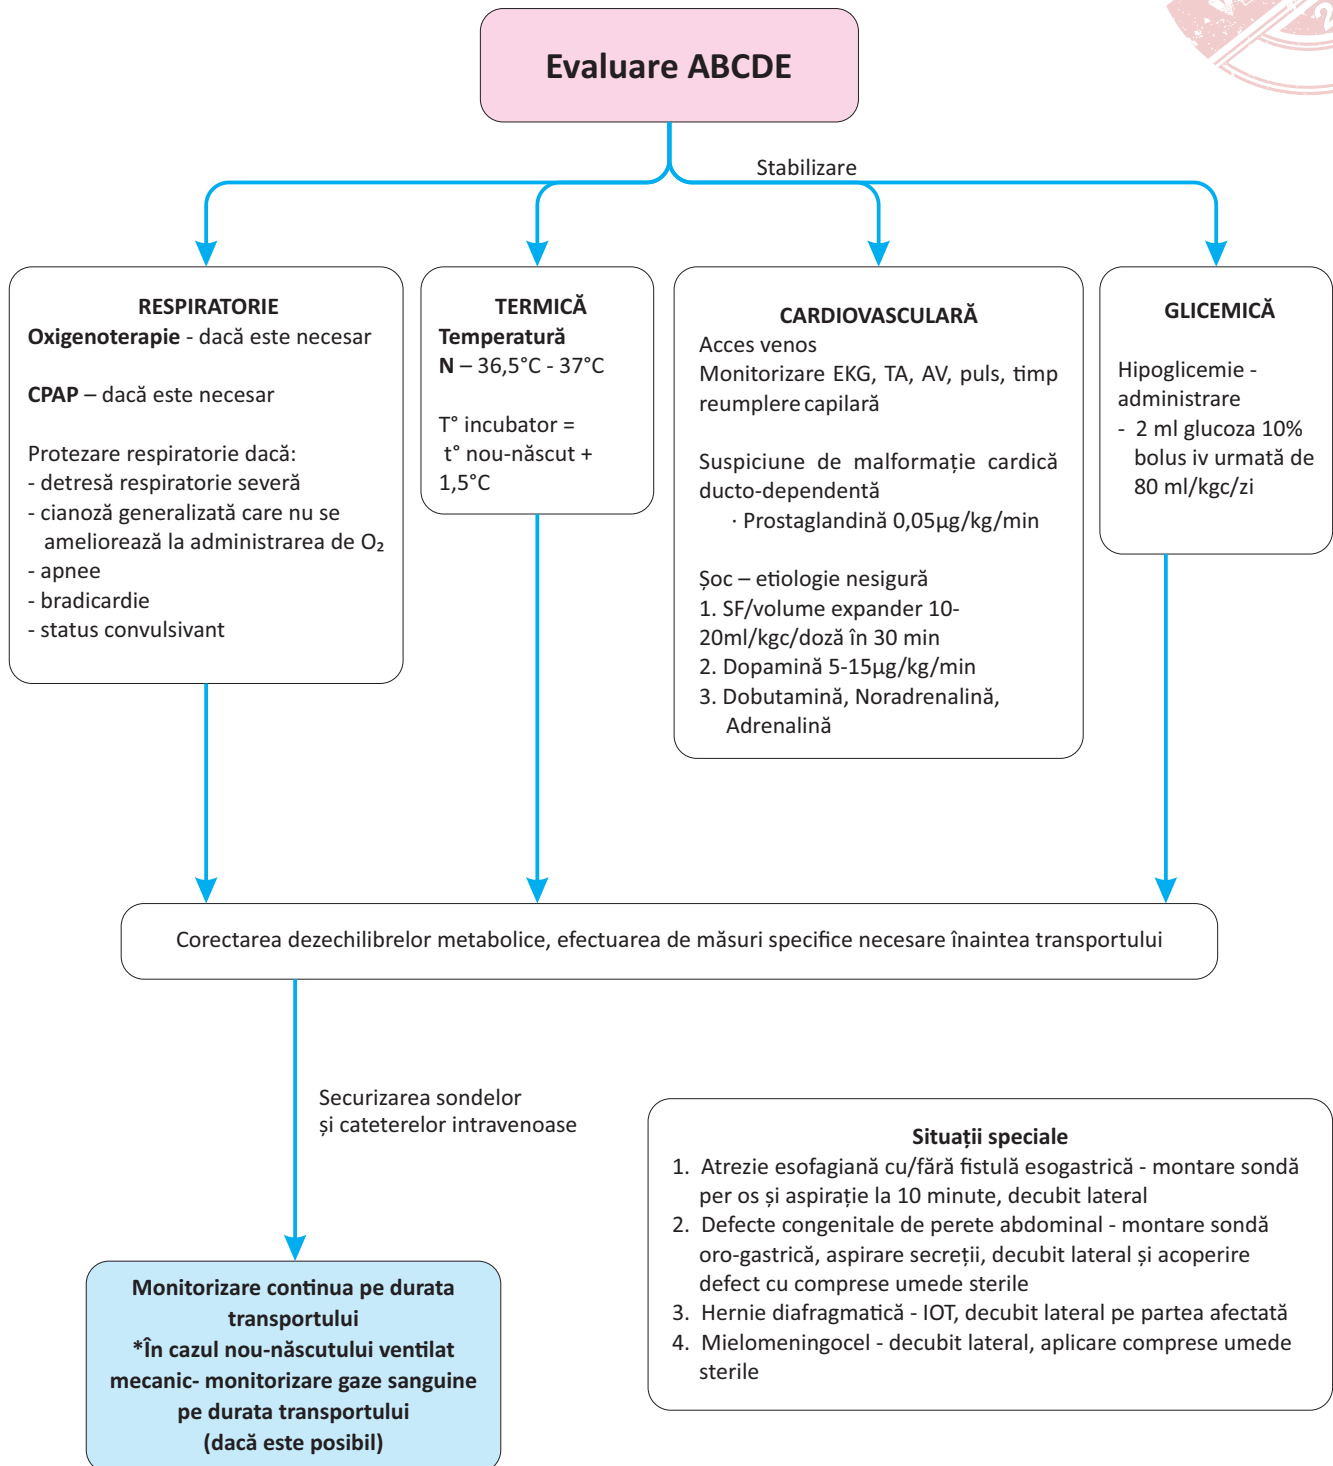 Evaluare ABCDE
Stabilizare
RESPIRATORIE
Oxigenoterapie - dacă este necesar
CPAP – dacă este necesar
Protezare respiratorie dacă:
- detresă respiratorie severă
- cianoză generalizată care nu se
ameliorează la administrarea de O₂
- apnee
- bradicardie
- status convulsivant
TERMICĂ
Temperatură
N – 36,5°C - 37°C
T° incubator =
t° nou-născut +
1,5°C
CARDIOVASCULARĂ
Acces venos
Monitorizare EKG, TA, AV, puls, timp
reumplere capilară
Suspiciune de malformație cardică
ducto-dependentă
· Prostaglandină 0,05µg/kg/min
Șoc – etiologie nesigură
1. SF/volume expander 10-
20ml/kgc/doză în 30 min
2. Dopamină 5-15µg/kg/min
3. Dobutamină, Noradrenalină,
Adrenalină
GLICEMICĂ
Hipoglicemie -
administrare
- 2 ml glucoza 10%
bolus iv urmată de
80 ml/kgc/zi
Corectarea dezechilibrelor metabolice, efectuarea de măsuri specifice necesare înaintea transportului
Securizarea sondelor
și cateterelor intravenoase
Monitorizare continua pe durata
transportului
*În cazul nou-născutului ventilat
mecanic- monitorizare gaze sanguine
pe durata transportului
(dacă este posibil)
Situații speciale
1. Atrezie esofagiană cu/fără fistulă esogastrică - montare sondă
per os și aspirație la 10 minute, decubit lateral
2. Defecte congenitale de perete abdominal - montare sondă
oro-gastrică, aspirare secreții, decubit lateral și acoperire
defect cu comprese umede sterile
3. Hernie diafragmatică - IOT, decubit lateral pe partea afectată
4. Mielomeningocel - decubit lateral, aplicare comprese umede
sterile